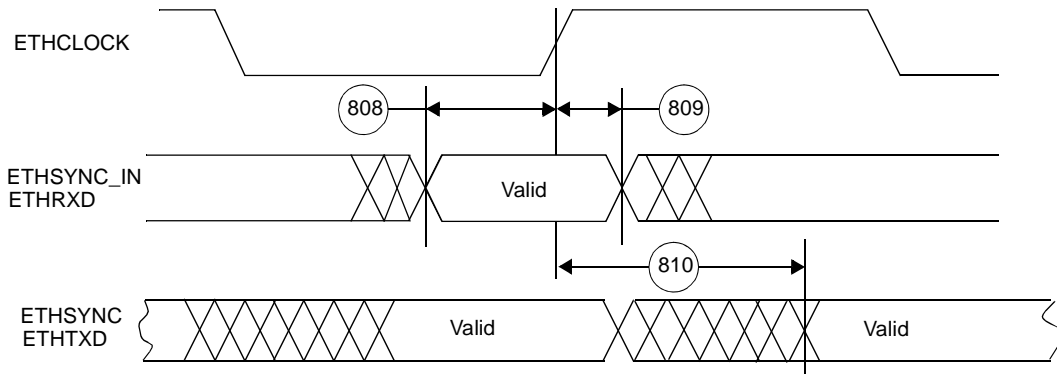 ETHCLOCK
808
809
ETHSYNC_IN
ETHRXD
Valid
810
ETHSYNC
ETHTXD
Valid
Valid